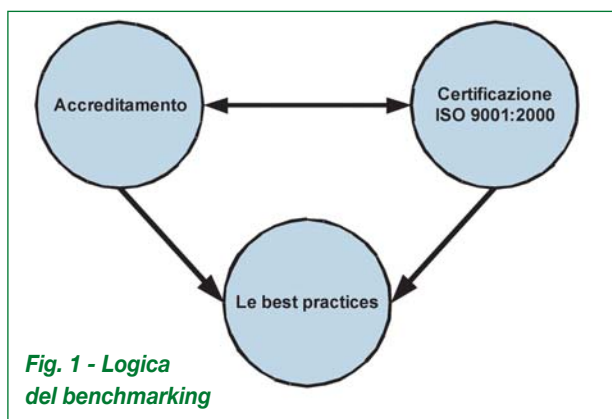 Accreditamento
Certificazione
ISO 9001:2000
Le best practices
Fig. 1 - Logica
del benchmarking